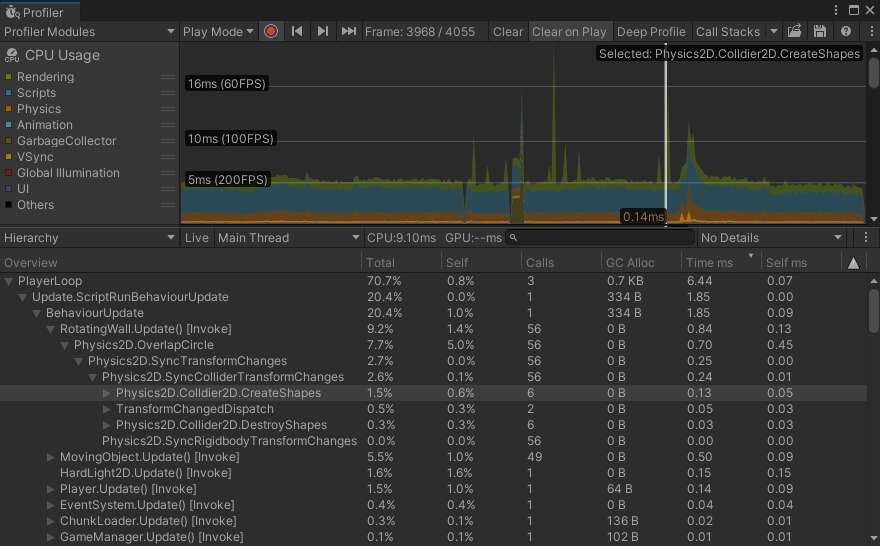 Profiler
Profiler Modules Play Mode Frame: 3968 / 4055 Clear Clear on Play Deep Profile Call Stacks
CPU Usage
Selected: Physics2D.Colldier2D.CreateShapes
Rendering
Scripts
Physics
Animation
GarbageCollector
VSync
Global Illumination
UI
Others
16ms (60FPS)
10ms (100FPS)
5ms (200FPS)
0.14ms
Hierarchy Live Main Thread CPU:9.10ms GPU:--ms No Details
Overview Total Self Calls GC Alloc Time ms Self ms
PlayerLoop 70.7% 0.8% 3 0.7 KB 6.44 0.07
Update.ScriptRunBehaviourUpdate 20.4% 0.0% 1 334 B 1.85 0.00
BehaviourUpdate 20.4% 1.0% 1 334 B 1.85 0.09
RotatingWall.Update() [Invoke] 9.2% 1.4% 56 0 B 0.84 0.13
Physics2D.OverlapCircle 7.7% 5.0% 56 0 B 0.70 0.45
Physics2D.SyncTransformChanges 2.7% 0.0% 56 0 B 0.25 0.00
Physics2D.SyncColliderTransformChanges 2.6% 0.1% 56 0 B 0.24 0.01
Physics2D.Colldier2D.CreateShapes 1.5% 0.6% 6 0 B 0.13 0.05
TransformChangedDispatch 0.5% 0.3% 2 0 B 0.05 0.03
Physics2D.Collider2D.DestroyShapes 0.3% 0.3% 6 0 B 0.03 0.03
Physics2D.SyncRigidbodyTransformChanges 0.0% 0.0% 56 0 B 0.00 0.00
MovingObject.Update() [Invoke] 5.5% 1.0% 49 0 B 0.50 0.09
HardLight2D.Update() [Invoke] 1.6% 1.6% 1 0 B 0.15 0.15
Player.Update() [Invoke] 1.5% 1.0% 1 64 B 0.14 0.09
EventSystem.Update() [Invoke] 0.4% 0.4% 1 0 B 0.04 0.04
ChunkLoader.Update() [Invoke] 0.3% 0.1% 1 136 B 0.02 0.01
GameManager.Update() [Invoke] 0.1% 0.1% 1 102 B 0.01 0.01